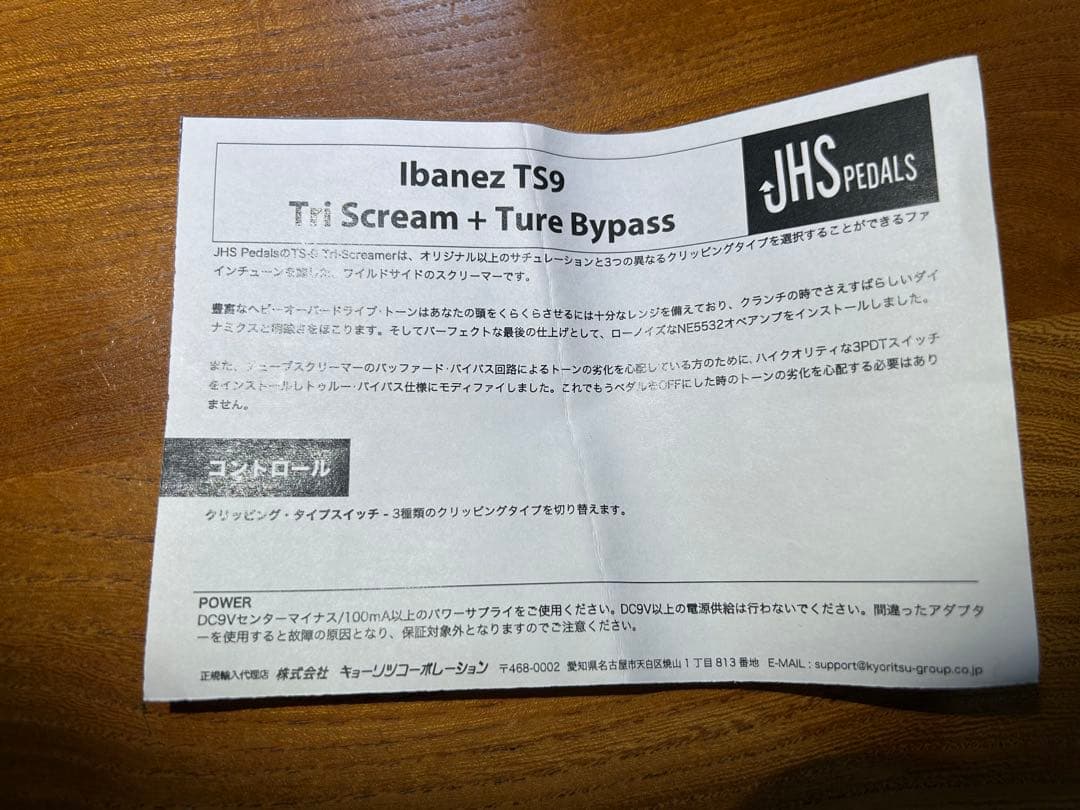 Ibanez TS9
Tri Scream + Ture Bypass
JHS PEDALS
JHS PedalsのTS-9 Tri-Screamerは、オリジナル以上のサチュレーションと3つの異なるクリッピングタイプを選択することができるファ
インチューンを施した、ワイルドサイドのスクリーマーです。
豊富なヘビーオーバードライブ・トーンはあなたの頭をくらくらさせるには十分なレンジを備えており、クランチの時でさえすばらしいダイ
ナミクスと明瞭さをほこります。そしてパーフェクトな最後の仕上げとして、ローノイズなNE5532オペアンプをインストールしました。
また、チューブスクリーマーのバッファード・バイパス回路によるトーンの劣化を心配している方のために、ハイクオリティな3PDTスイッチ
をインストールしトゥルー・バイパス仕様にモディファイしました。これでもうペダルをOFFにした時のトーンの劣化を心配する必要はあり
ません。
コントロール
クリッピング・タイプスイッチ - 3種類のクリッピングタイプを切り替えます。
POWER
DC9Vセンターマイナス/100mA以上のパワーサプライをご使用ください。DC9V以上の電源供給は行わないでください。間違ったアダプタ
ーを使用すると故障の原因となり、保証対象外となりますのでご注意ください。
正規輸入代理店 株式会社 キョーリツコーポレーション 〒468-0002 愛知県名古屋市天白区焼山1丁目813番地 E-MAIL : support@kyoritsu-group.co.jp